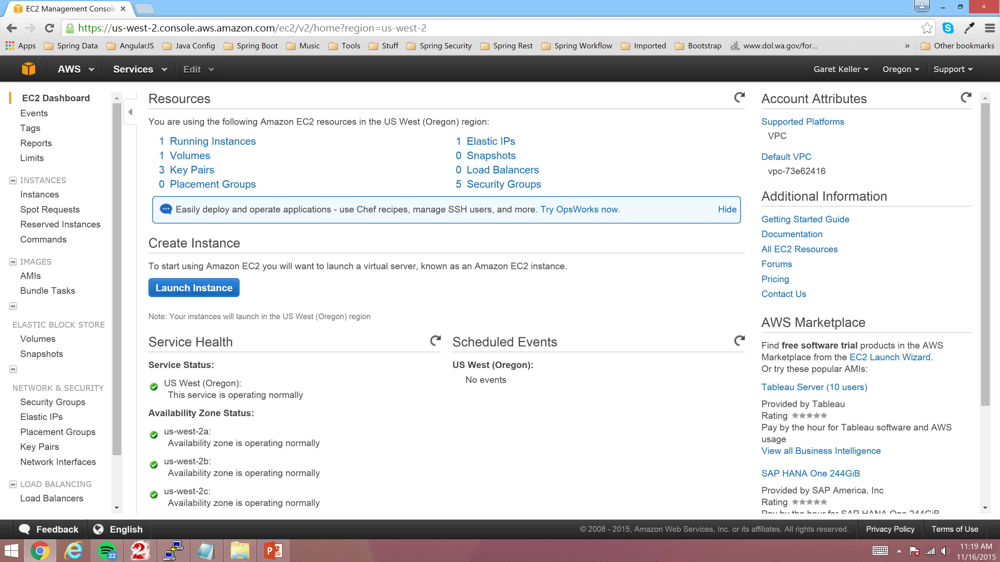 EC2 Management Console
https://us-west-2.console.aws.amazon.com/ec2/v2/home?region=us-west-2
Apps Spring Data AngularJS Java Config Spring Boot Music Tools Stuff Spring Security Spring Rest Spring Workflow Imported Bootstrap www.dol.wa.gov/for... » Other bookmarks
AWS Services Edit Garet Keller Oregon Support
EC2 Dashboard
Events
Tags
Reports
Limits
INSTANCES
Instances
Spot Requests
Reserved Instances
Commands
IMAGES
AMIs
Bundle Tasks
ELASTIC BLOCK STORE
Volumes
Snapshots
NETWORK & SECURITY
Security Groups
Elastic IPs
Placement Groups
Key Pairs
Network Interfaces
LOAD BALANCING
Load Balancers
Resources
You are using the following Amazon EC2 resources in the US West (Oregon) region:
1 Running Instances 1 Elastic IPs
1 Volumes 0 Snapshots
3 Key Pairs 0 Load Balancers
0 Placement Groups 5 Security Groups
Easily deploy and operate applications - use Chef recipes, manage SSH users, and more. Try OpsWorks now. Hide
Create Instance
To start using Amazon EC2 you will want to launch a virtual server, known as an Amazon EC2 instance.
Launch Instance
Note: Your instances will launch in the US West (Oregon) region
Service Health
Service Status:
US West (Oregon):
This service is operating normally
Availability Zone Status:
us-west-2a:
Availability zone is operating normally
us-west-2b:
Availability zone is operating normally
us-west-2c:
Availability zone is operating normally
Scheduled Events
US West (Oregon):
No events
Account Attributes
Supported Platforms
VPC
Default VPC
vpc-73e62416
Additional Information
Getting Started Guide
Documentation
All EC2 Resources
Forums
Pricing
Contact Us
AWS Marketplace
Find free software trial products in the AWS
Marketplace from the EC2 Launch Wizard.
Or try these popular AMIs:
Tableau Server (10 users)
Provided by Tableau
Rating
Pay by the hour for Tableau software and AWS
usage
View all Business Intelligence
SAP HANA One 244GiB
Provided by SAP America, Inc
Rating
Pay by the hour for SAP HANA One 244GiB
Feedback English © 2008 - 2015, Amazon Web Services, Inc. or its affiliates. All rights reserved. Privacy Policy Terms of Use
22
11:19 AM
11/16/2015